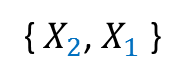 { X₂, X₁ }